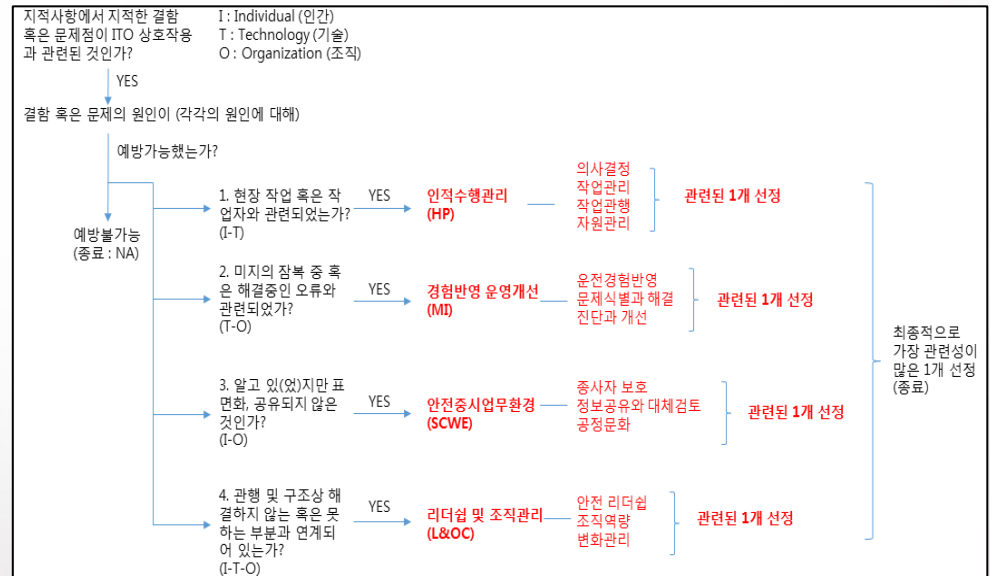 지적사항에서 지적한 결함
혹은 문제점이 ITO 상호작용
과 관련된 것인가?
I : Individual (인간)
T : Technology (기술)
O : Organization (조직)
YES
결함 혹은 문제의 원인이 (각각의 원인에 대해)
예방가능했는가?
예방불가능
(종료 : NA)
1. 현장 작업 혹은 작
업자와 관련되었는가?
(I-T)
YES
인적수행관리
(HP)
의사결정
작업관리
작업관행
자원관리
관련된 1개 선정
2. 미지의 잠복 중 혹
은 해결중인 오류와
관련되었가?
(T-O)
YES
경험반영 운영개선
(MI)
운전경험반영
문제식별과 해결
진단과 개선
관련된 1개 선정
3. 알고 있(었)지만 표
면화, 공유되지 않은
것인가?
(I-O)
YES
안전중시업무환경
(SCWE)
종사자 보호
정보공유와 대체검토
공정문화
관련된 1개 선정
4. 관행 및 구조상 해
결하지 않는 혹은 못
하는 부분과 연계되
어 있는가?
(I-T-O)
YES
리더쉽 및 조직관리
(L&OC)
안전 리더쉽
조직역량
변화관리
관련된 1개 선정
최종적으로
가장 관련성이
많은 1개 선정
(종료)